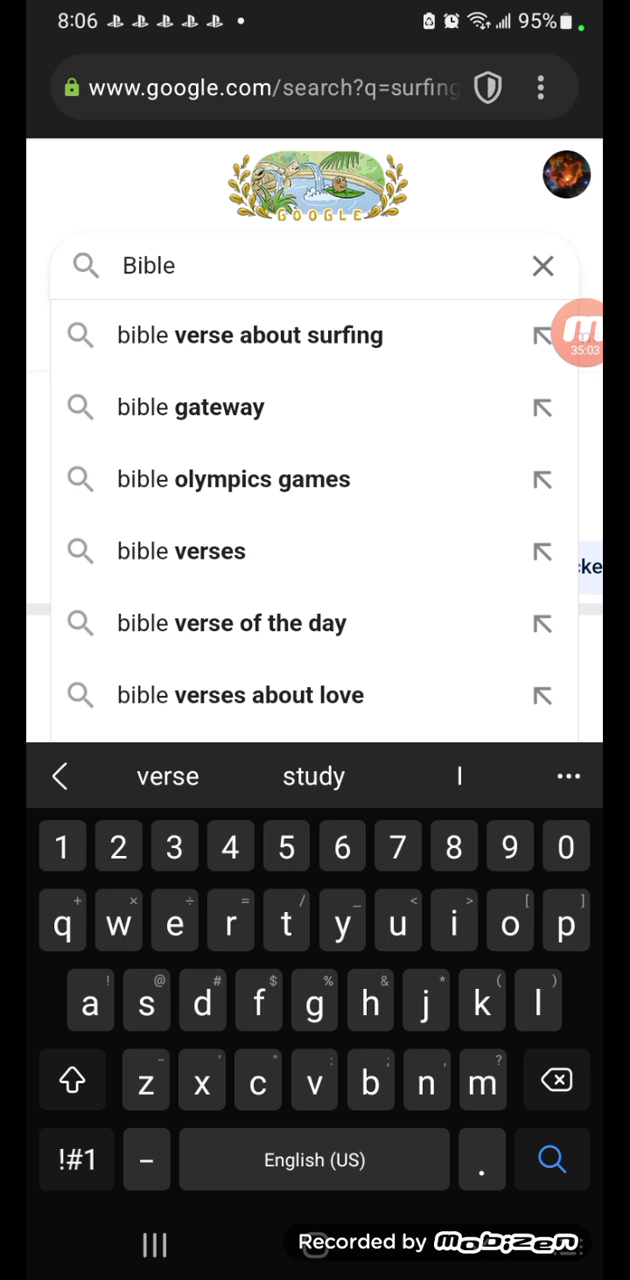 8:06 95%
www.google.com/search?q=surfing
GOOGLE
Bible
bible verse about surfing
35:03
bible gateway
bible olympics games
bible verses
cke
bible verse of the day
bible verses about love
verse study I
1 2 3 4 5 6 7 8 9 0
+ × ÷ = / _ < > [ ]
q w e r t y u i o p
! @ # $ % & * ( )
a s d f g h j k l
- ' " : ; , ?
z x c v b n m
!#1 - English (US) .
Recorded by mobizen